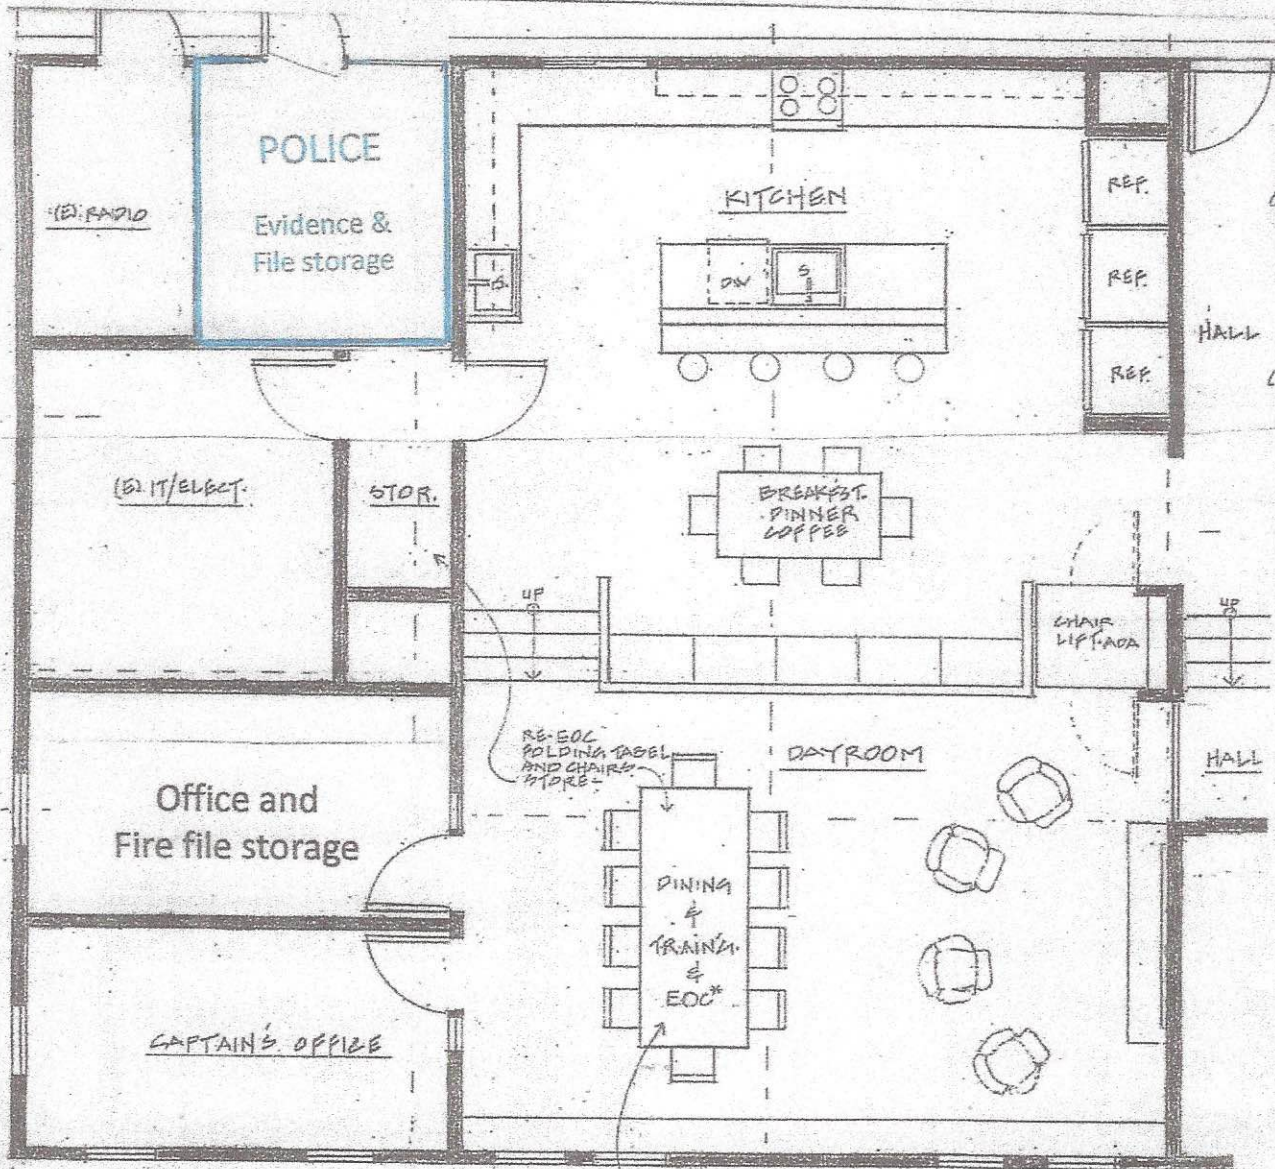 POLICE
Evidence &
File storage
(E) RADIO
KITCHEN
DW
S
S
REF.
REF.
REF.
HALL
(E) IT/ELECT.
STOR.
BREAKFST.
DINNER
COFFEE
UP
CHAIR
LIFT-ADA
UP
RE-EOC
FOLDING TABEL
AND CHAIRS
STORE
DAYROOM
HALL
Office and
Fire file storage
DINING
&
TRAIN'G.
&
EOC*
CAPTAIN'S OFFICE